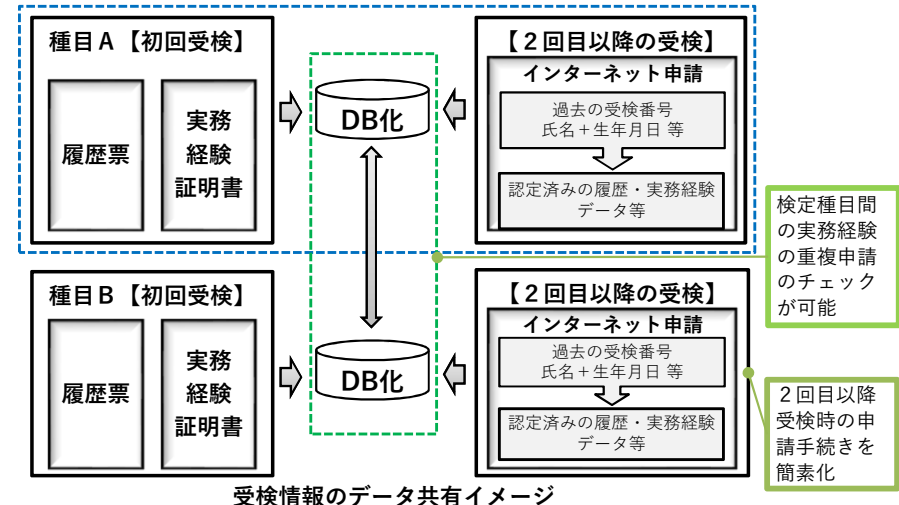 種目A【初回受検】
履歴票
実務
経験
証明書
DB化
【２回目以降の受検】
インターネット申請
過去の受検番号
氏名＋生年月日 等
認定済みの履歴・実務経験
データ等
検定種目間
の実務経験
の重複申請
のチェック
が可能
種目B【初回受検】
履歴票
実務
経験
証明書
DB化
【２回目以降の受検】
インターネット申請
過去の受検番号
氏名＋生年月日 等
認定済みの履歴・実務経験
データ等
２回目以降
受検時の申
請手続きを
簡素化
受検情報のデータ共有イメージ